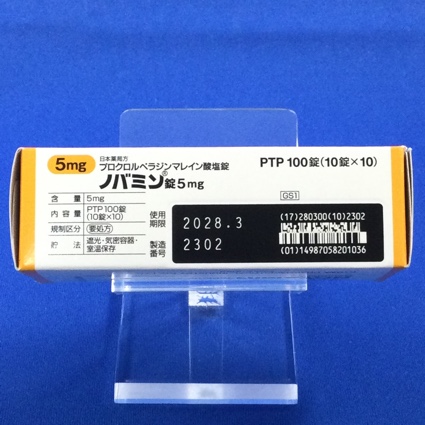 5mg
日本薬局方
プロクロルペラジンマレイン酸塩錠
ノバミン®錠5mg
PTP 100錠(10錠×10)
含量 5mg
内容量 PTP100錠
(10錠×10)
規制区分 要処方
貯法 遮光・気密容器・
室温保存
使用
期限
2028.3
製造
番号
2302
GS1
(17)280300(10)2302
(01)14987058201036